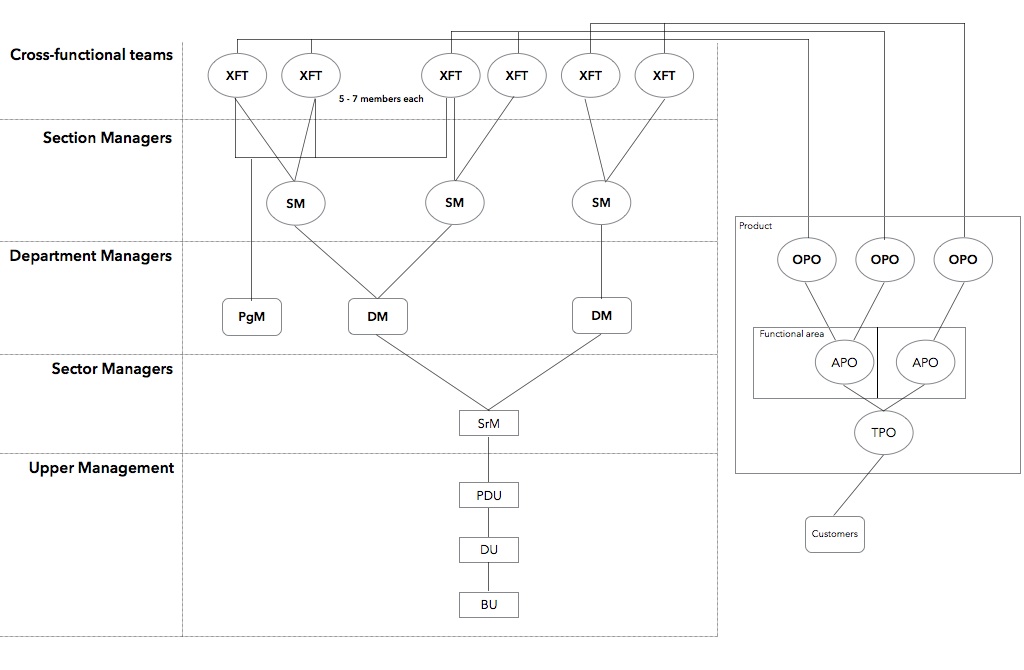 Cross-functional teams
XFT XFT XFT XFT XFT XFT
5 - 7 members each
Section Managers
SM SM SM
Product
OPO OPO OPO
Department Managers
PgM DM DM
Functional area
APO APO
Sector Managers
SrM
TPO
Upper Management
PDU
Customers
DU
BU